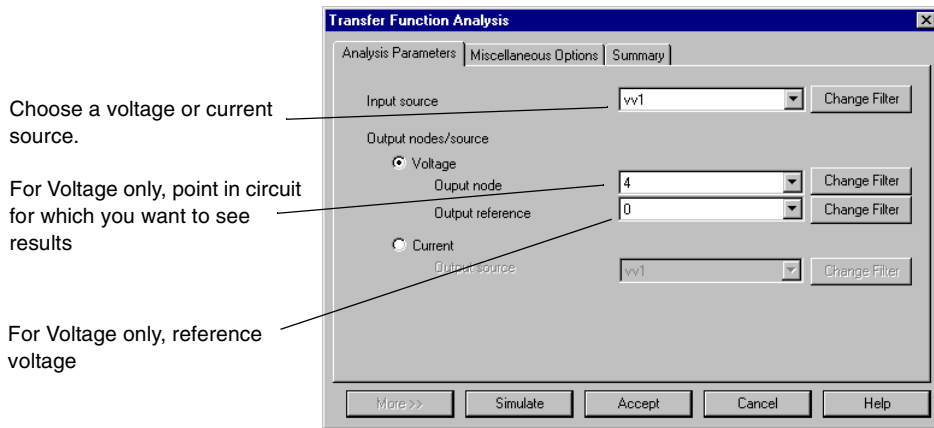 Transfer Function Analysis
Analysis Parameters Miscellaneous Options Summary
Choose a voltage or current
source.
Input source vv1 Change Filter
Output nodes/source
Voltage
For Voltage only, point in circuit
for which you want to see
results
Ouput node 4 Change Filter
Output reference 0 Change Filter
Current
Output source vv1 Change Filter
For Voltage only, reference
voltage
More >> Simulate Accept Cancel Help